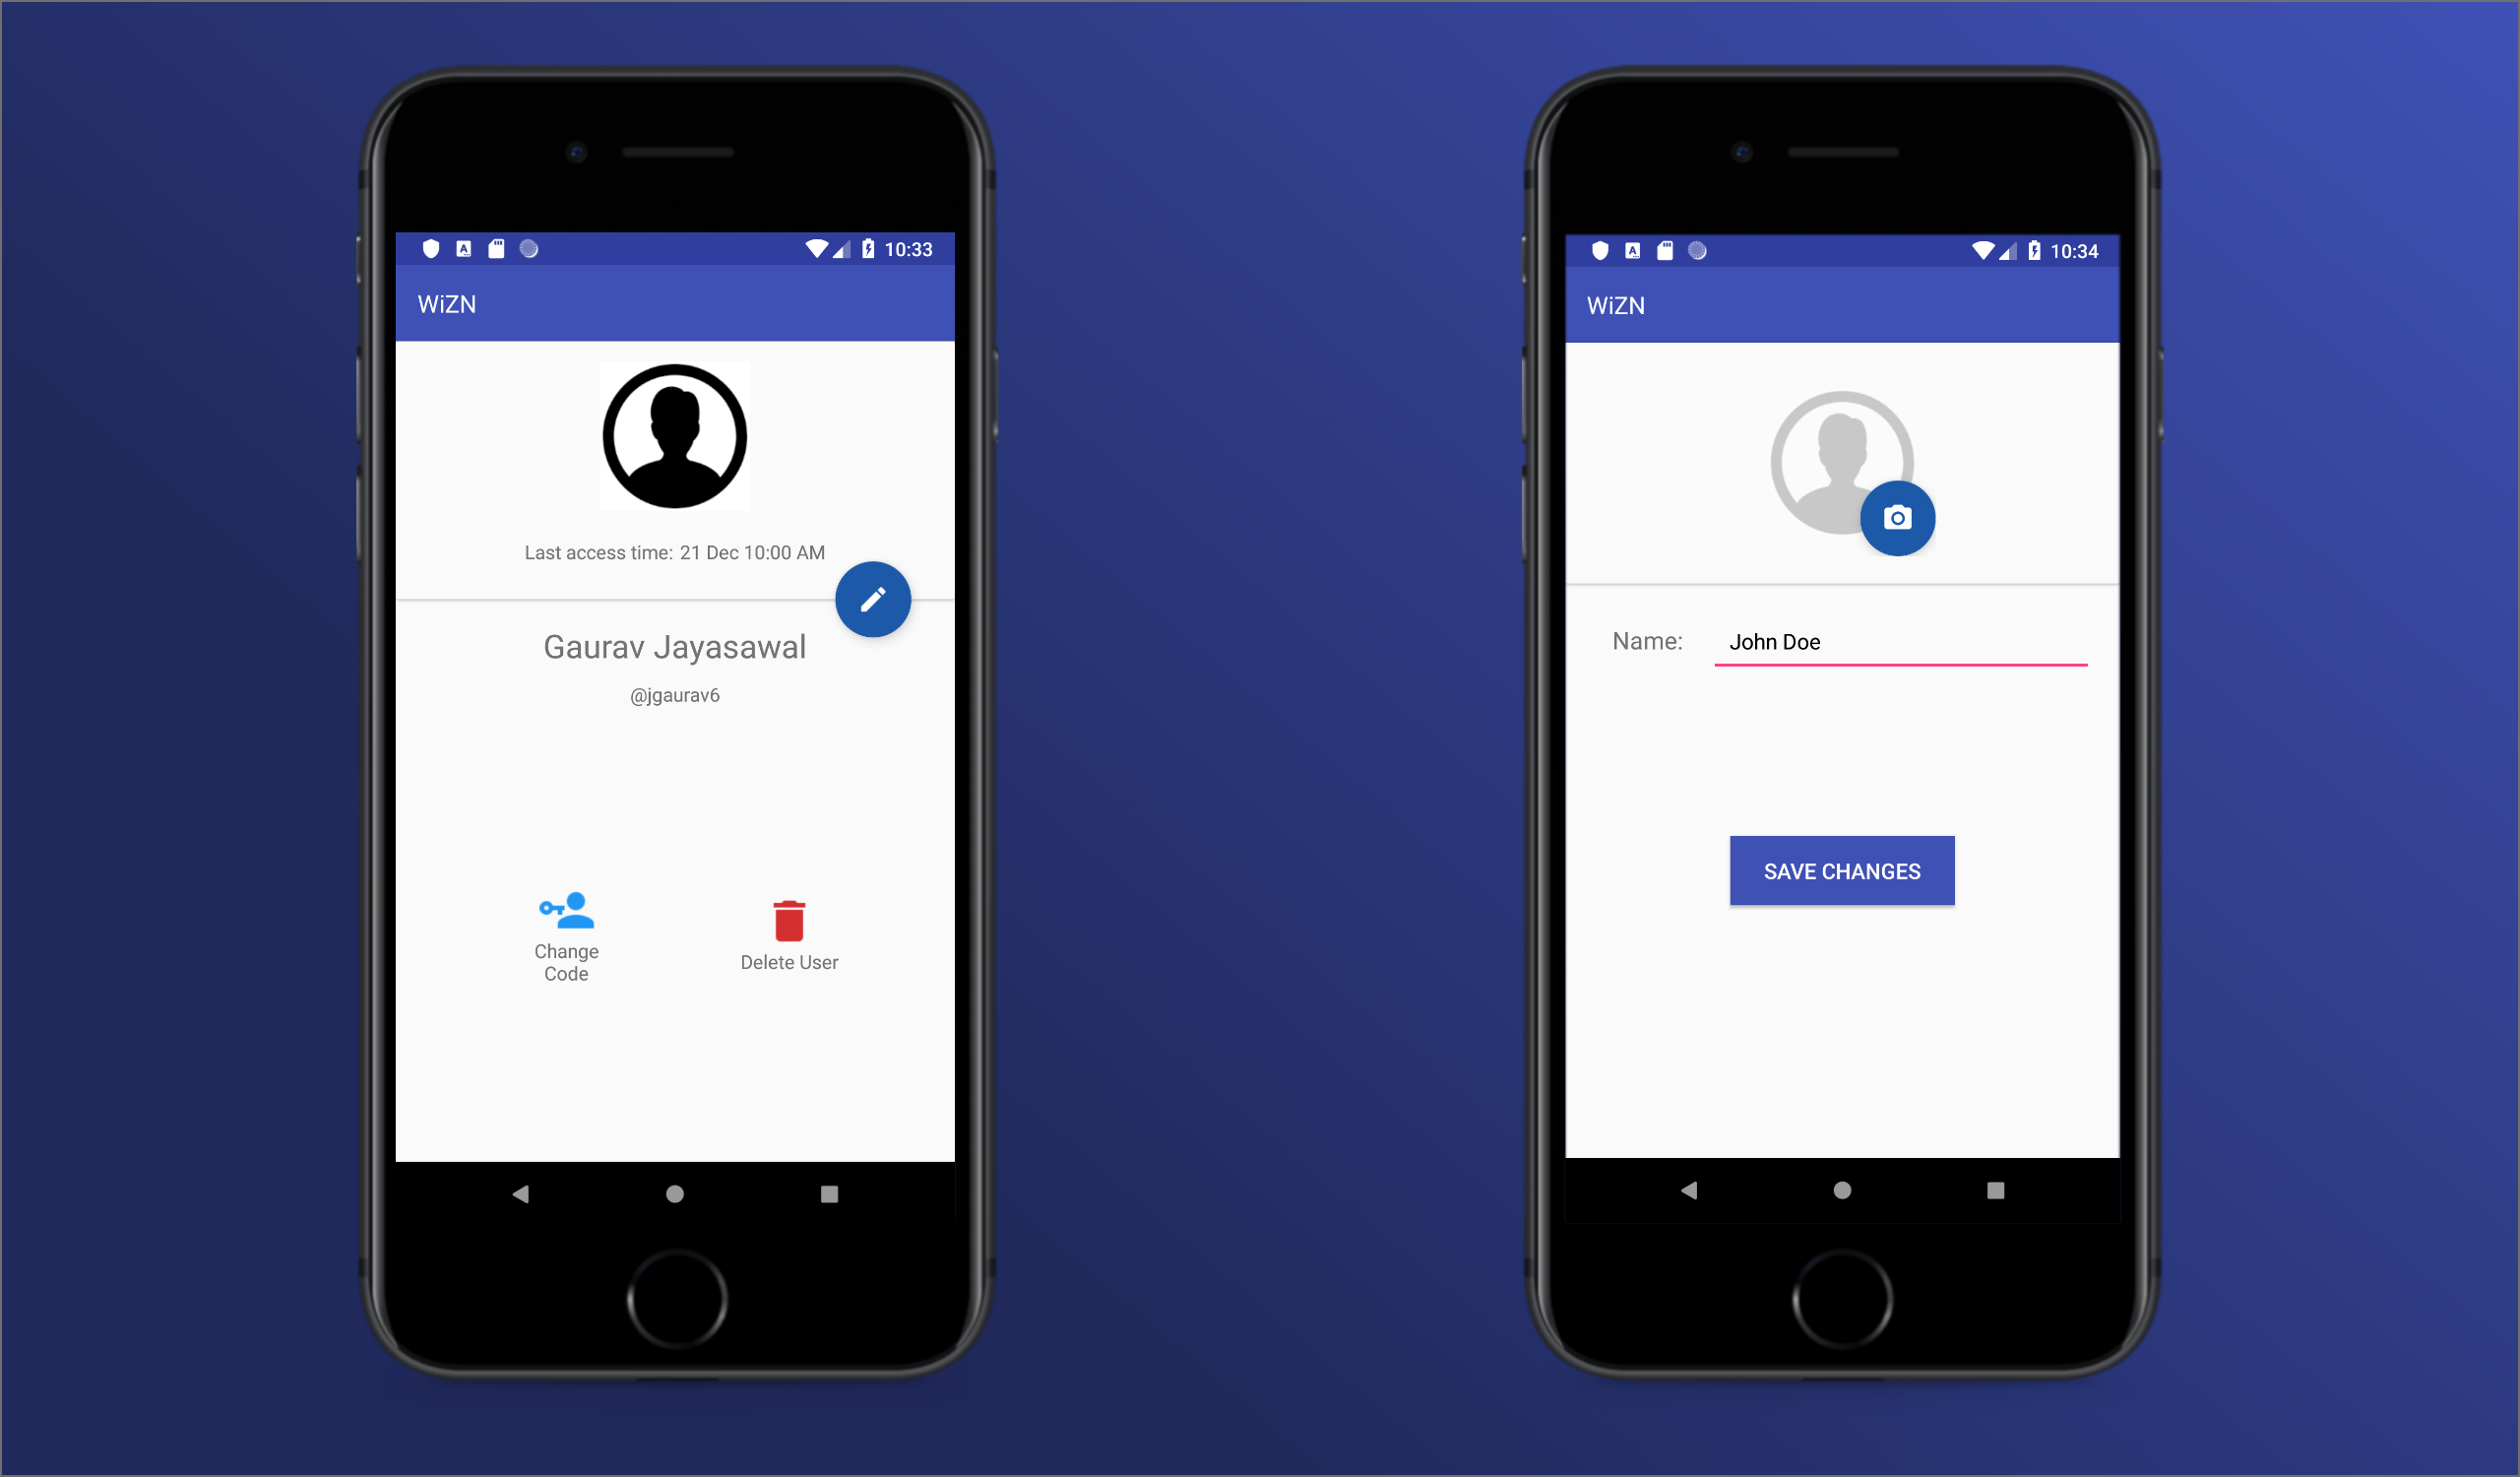 10:33
WiZN
Last access time: 21 Dec 10:00 AM
Gaurav Jayasawal
@jgaurav6
Change
Code
Delete User
10:34
WiZN
Name: John Doe
SAVE CHANGES